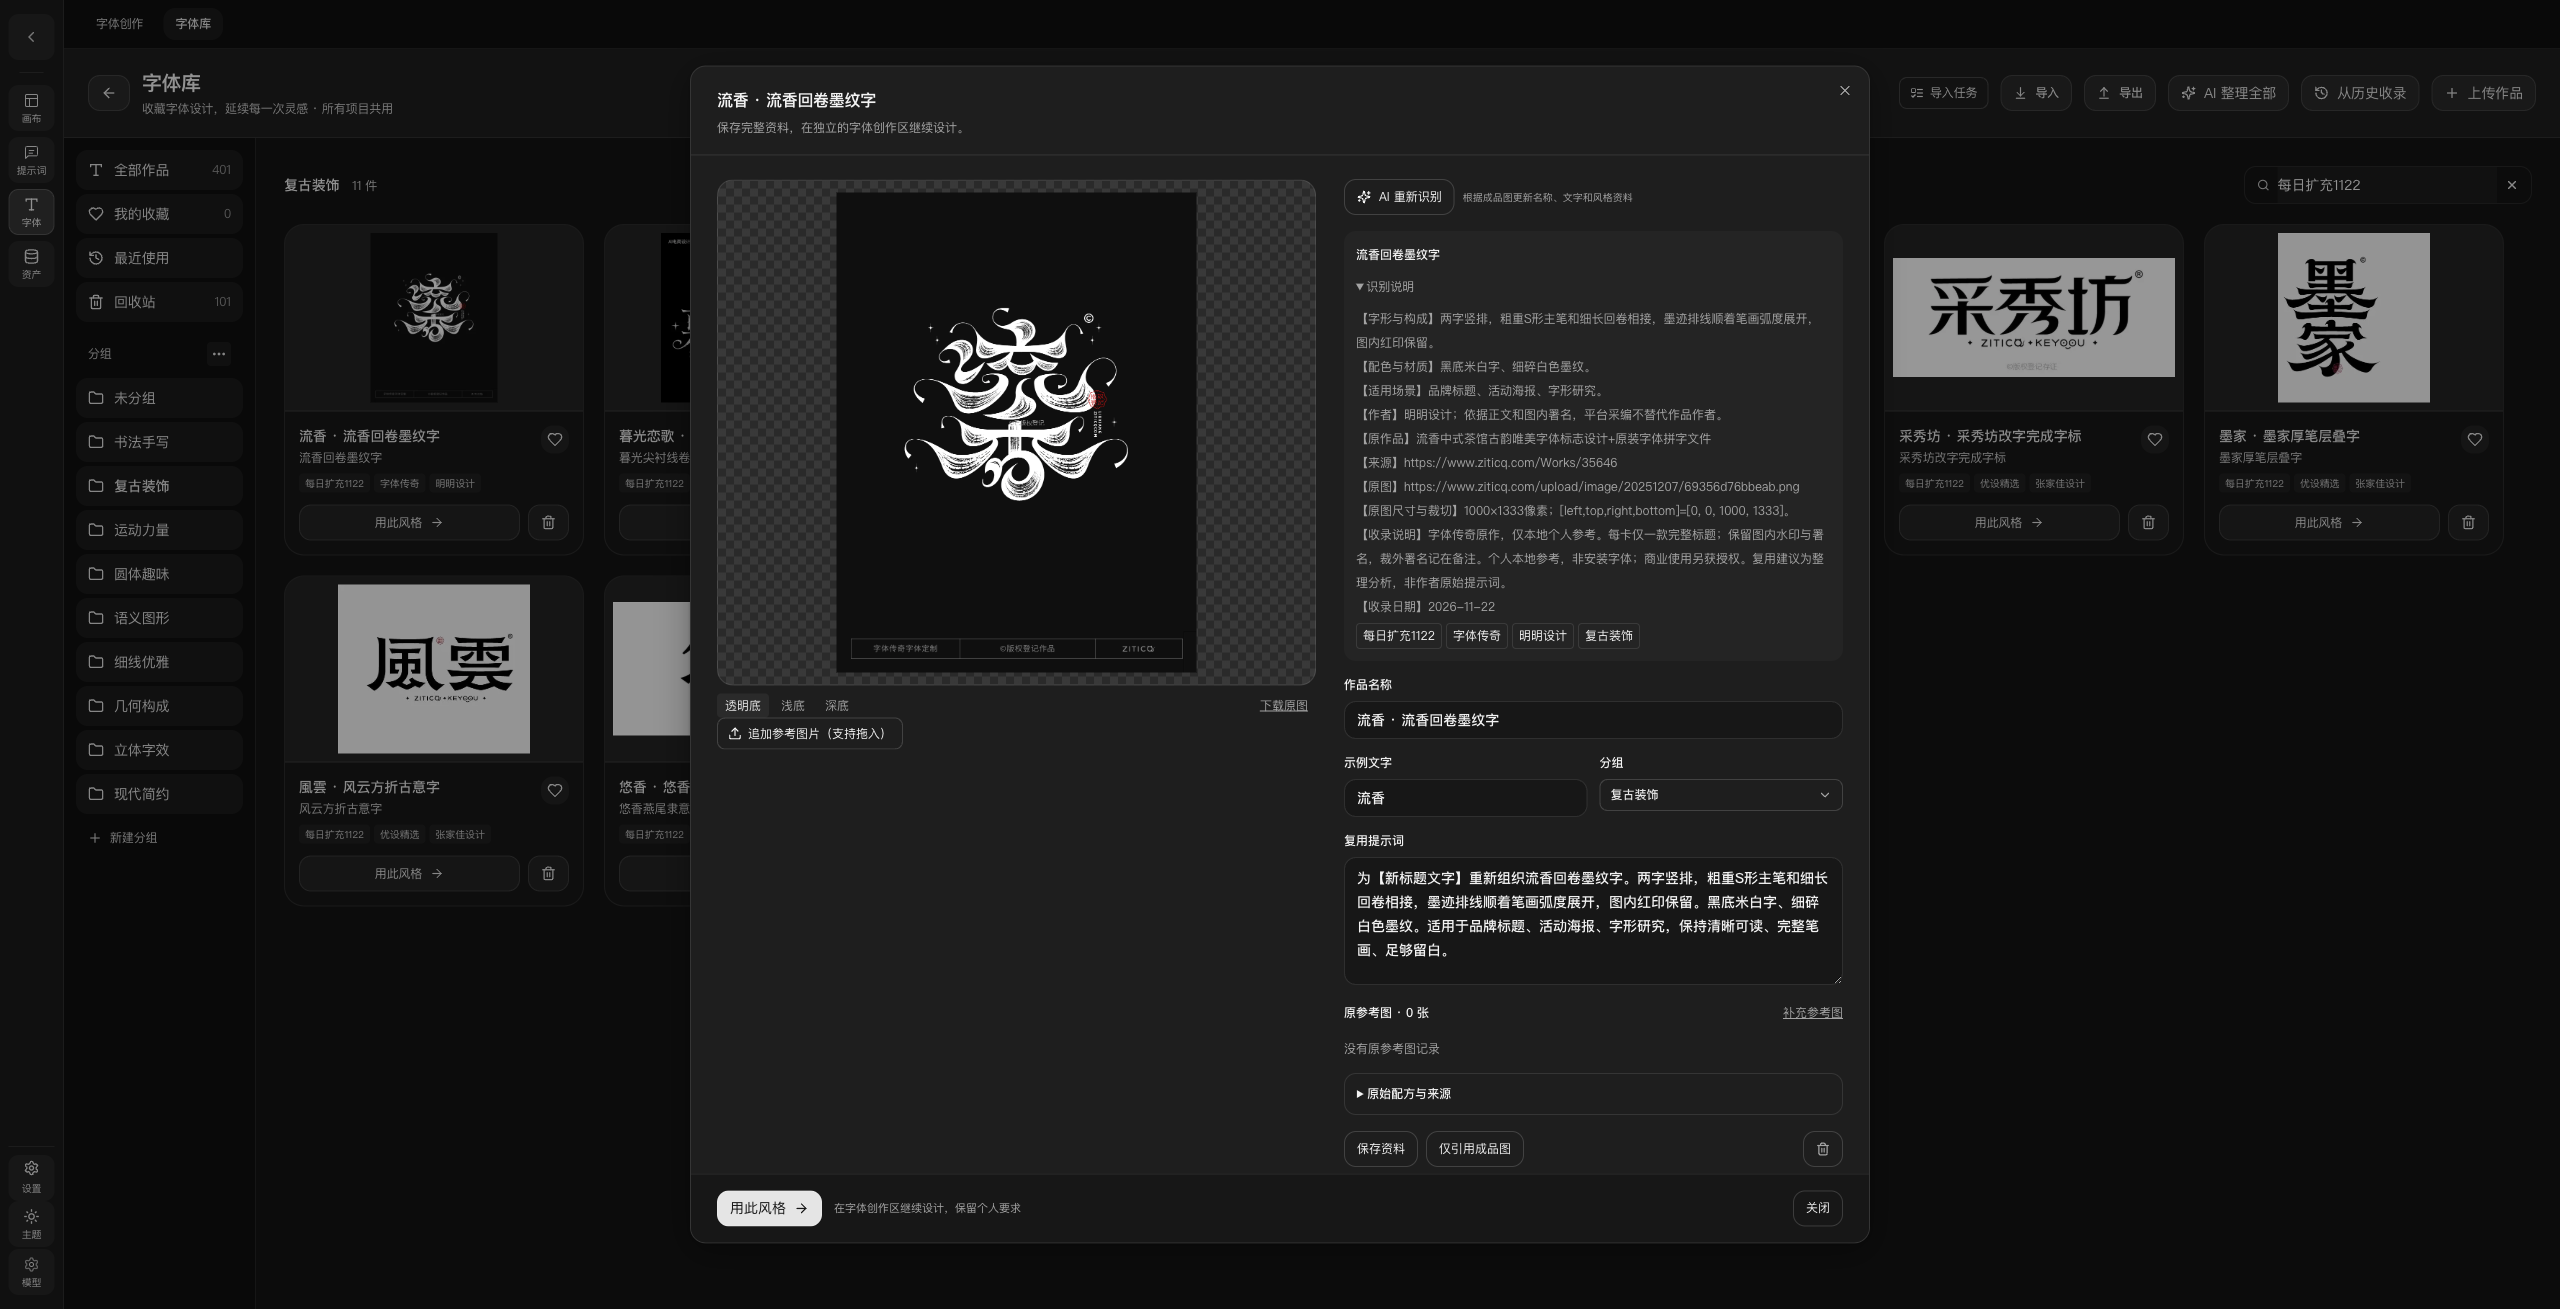 字体创作
字体库
画布
提示词
字体
资产
设置
主题
模型
字体库
收藏字体设计，延续每一次灵感 · 所有项目共用
导入任务
导入
导出
AI 整理全部
从历史收录
上传作品
全部作品 401
我的收藏 0
最近使用
回收站 101
分组
未分组
书法手写
复古装饰
运动力量
圆体趣味
语义图形
细线优雅
几何构成
立体字效
现代简约
新建分组
复古装饰 11 件
每日扩充1122
流香 · 流香回卷墨纹字
流香回卷墨纹字
每日扩充1122 字体传奇 明明设计
用此风格
暮光恋歌 ·
暮光尖衬线卷
每日扩充1122
風雲
ZITICQ KEYOOU
風雲 · 风云方折古意字
风云方折古意字
每日扩充1122 优设精选 张家佳设计
用此风格
悠香 · 悠香
悠香燕尾隶意
每日扩充1122
采秀坊
ZITICQ KEYOOU
采秀坊 · 采秀坊改字完成字标
采秀坊改字完成字标
每日扩充1122 优设精选 张家佳设计
用此风格
墨家
墨家 · 墨家厚笔层叠字
墨家厚笔层叠字
每日扩充1122 优设精选 张家佳设计
用此风格
流香 · 流香回卷墨纹字
保存完整资料，在独立的字体创作区继续设计。
字体传奇字体定制
©版权登记作品
ZITICQ
透明底
浅底
深底
下载原图
追加参考图片（支持拖入）
AI 重新识别
根据成品图更新名称、文字和风格资料
流香回卷墨纹字
▼识别说明
【字形与构成】两字竖排，粗重S形主笔和细长回卷相接，墨迹排线顺着笔画弧度展开，
图内红印保留。
【配色与材质】黑底米白字、细碎白色墨纹。
【适用场景】品牌标题、活动海报、字形研究。
【作者】明明设计；依据正文和图内署名，平台采编不替代作品作者。
【原作品】流香中式茶馆古韵唯美字体标志设计+原装字体拼字文件
【来源】https://www.ziticq.com/Works/35646
【原图】https://www.ziticq.com/upload/image/20251207/69356d76bbeab.png
【原图尺寸与裁切】1000×1333像素；[left,top,right,bottom]=[0, 0, 1000, 1333]。
【收录说明】字体传奇原作，仅本地个人参考。每卡仅一款完整标题；保留图内水印与署
名，裁外署名记在备注。个人本地参考，非安装字体；商业使用另获授权。复用建议为整
理分析，非作者原始提示词。
【收录日期】2026-11-22
每日扩充1122 字体传奇 明明设计 复古装饰
作品名称
流香 · 流香回卷墨纹字
示例文字
分组
流香
复古装饰
复用提示词
为【新标题文字】重新组织流香回卷墨纹字。两字竖排，粗重S形主笔和细长
回卷相接，墨迹排线顺着笔画弧度展开，图内红印保留。黑底米白字、细碎
白色墨纹。适用于品牌标题、活动海报、字形研究，保持清晰可读、完整笔
画、足够留白。
原参考图 · 0 张
补充参考图
没有原参考图记录
▶原始配方与来源
保存资料
仅引用成品图
用此风格
在字体创作区继续设计，保留个人要求
关闭